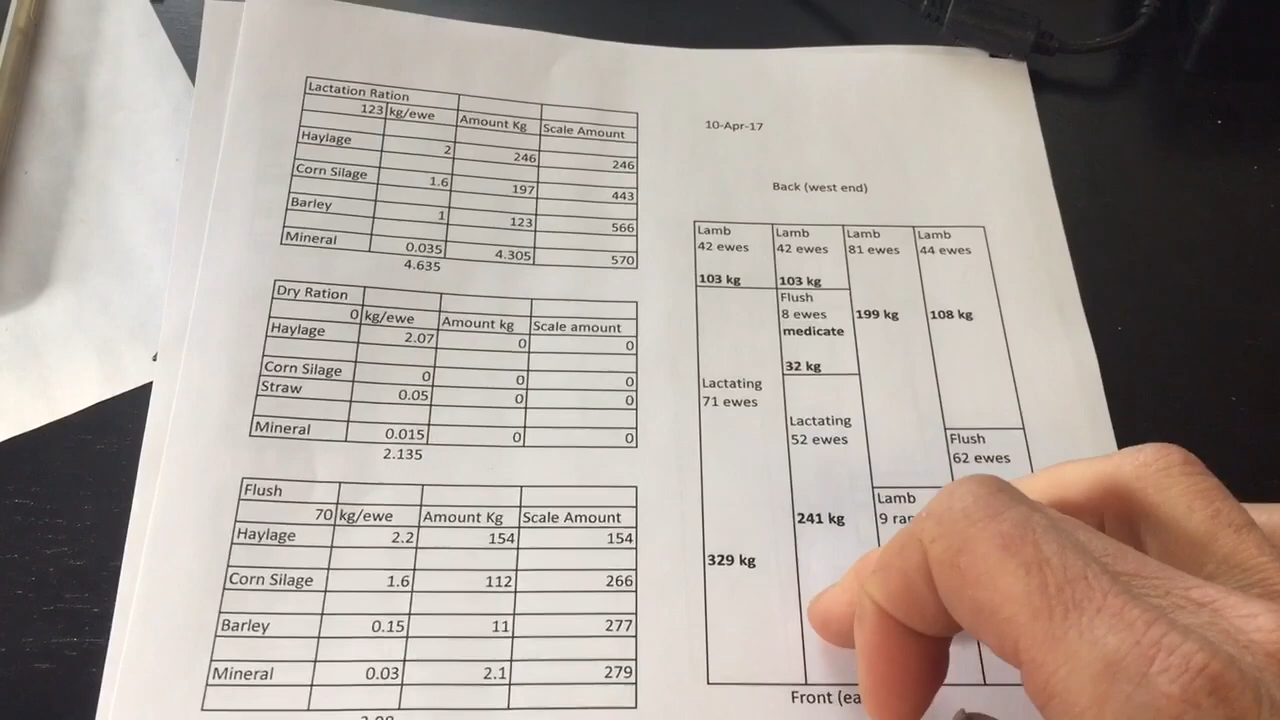 Lactation Ration
123 kg/ewe Amount Kg Scale Amount
Haylage 2 246 246
Corn Silage 1.6 197 443
Barley 1 123 566
Mineral 0.035 4.305 570
4.635
Dry Ration
0 kg/ewe Amount kg Scale amount
Haylage 2.07 0 0
Corn Silage 0 0 0
Straw 0.05 0 0
Mineral 0.015 0 0
2.135
Flush
70 kg/ewe Amount Kg Scale Amount
Haylage 2.2 154 154
Corn Silage 1.6 112 266
Barley 0.15 11 277
Mineral 0.03 2.1 279
10-Apr-17
Back (west end)
Lamb
42 ewes
103 kg
Lactating
71 ewes
329 kg
Lamb
42 ewes
103 kg
Flush
8 ewes
medicate
32 kg
Lactating
52 ewes
241 kg
Lamb
81 ewes
199 kg
Lamb
9
Lamb
44 ewes
108 kg
Flush
62 ewes
Front